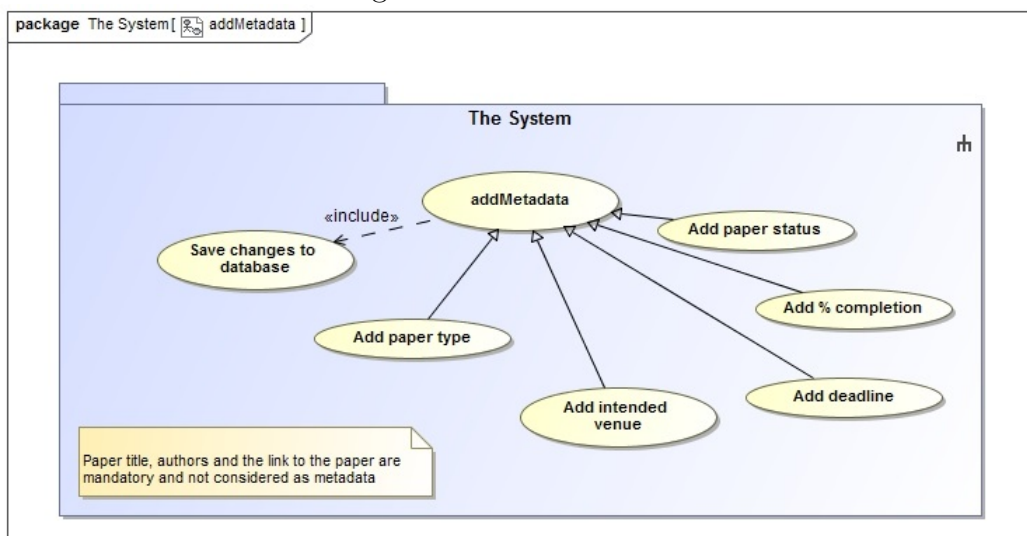 package The System[ addMetadata ]
The System
addMetadata
«include»
Save changes to
database
Add paper status
Add % completion
Add paper type
Add deadline
Add intended
venue
Paper title, authors and the link to the paper are
mandatory and not considered as metadata